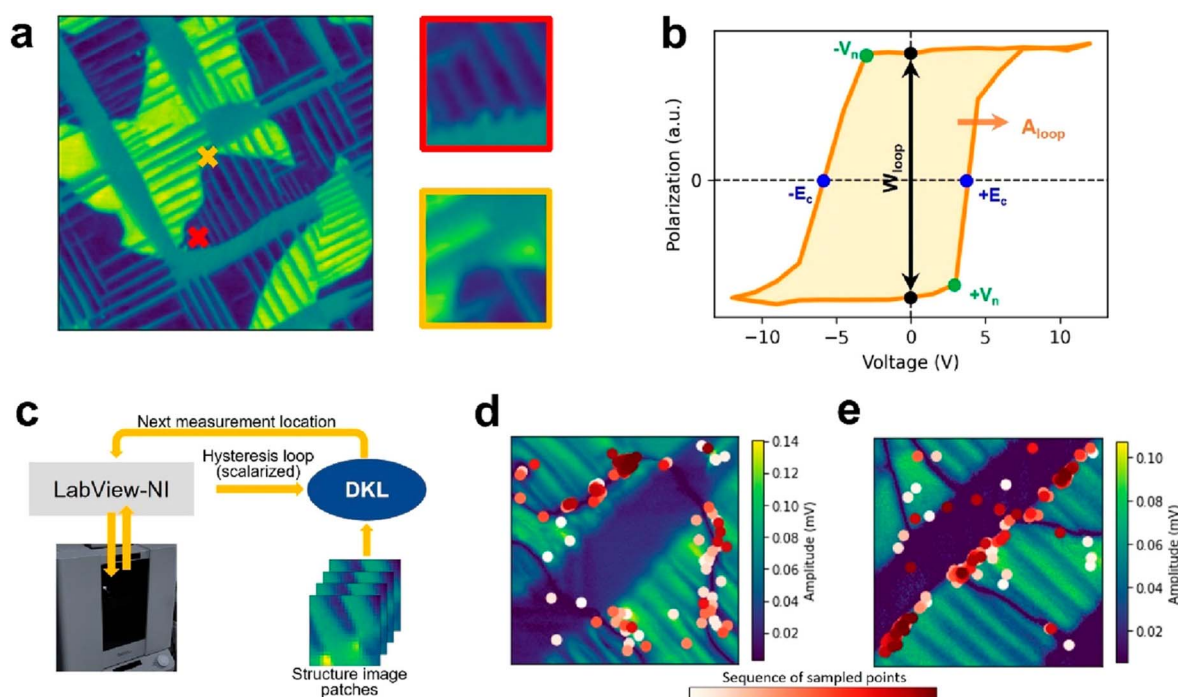 a
b
-Vn
Aloop
Wloop
-Ec
+Ec
+Vn
Polarization (a.u.)
0
−10
−5
0
5
10
Voltage (V)
c
Next measurement location
Hysteresis loop
(scalarized)
LabView-NI
DKL
Structure image
patches
d
0.14
0.12
0.10
0.08
0.06
0.04
0.02
Amplitude (mV)
e
0.10
0.08
0.06
0.04
0.02
Amplitude (mV)
Sequence of sampled points